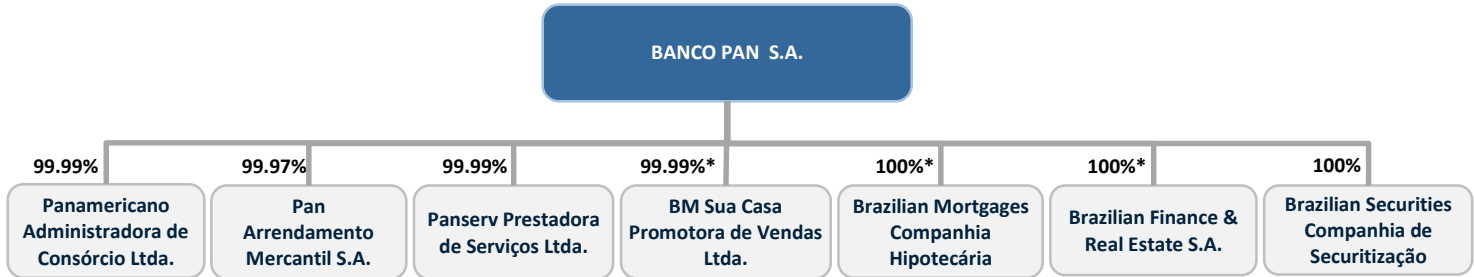 BANCO PAN S.A.
99.99%
99.97%
99.99%
99.99%*
100%*
100%*
100%
Panamericano
Administradora de
Consórcio Ltda.
Pan
Arrendamento
Mercantil S.A.
Panserv Prestadora
de Serviços Ltda.
BM Sua Casa
Promotora de Vendas
Ltda.
Brazilian Mortgages
Companhia
Hipotecária
Brazilian Finance &
Real Estate S.A.
Brazilian Securities
Companhia de
Securitização